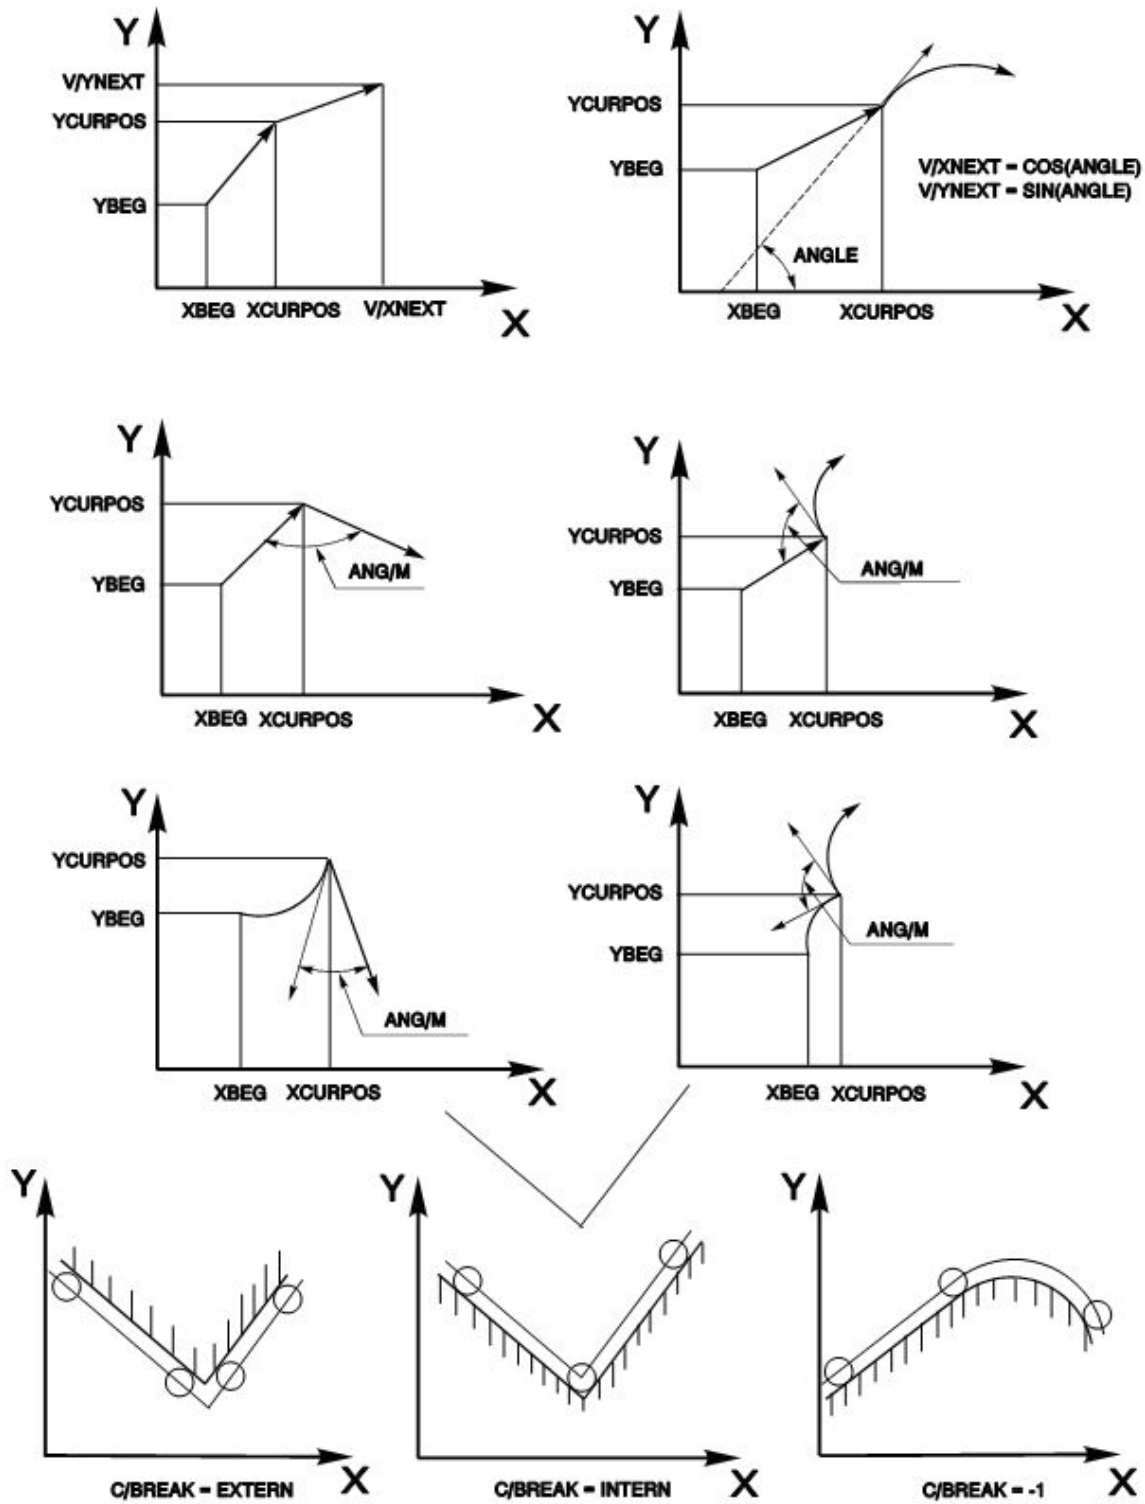 Y
V/YNEXT
YCURPOS
YBEG
XBEG XCURPOS V/XNEXT
X
Y
YCURPOS
YBEG
V/XNEXT = COS(ANGLE)
V/YNEXT = SIN(ANGLE)
ANGLE
XBEG XCURPOS
X
Y
YCURPOS
YBEG
ANG/M
XBEG XCURPOS
X
Y
YCURPOS
YBEG
ANG/M
XBEG XCURPOS
X
Y
YCURPOS
YBEG
ANG/M
XBEG XCURPOS
X
Y
YCURPOS
YBEG
ANG/M
XBEG XCURPOS
X
Y
X
C/BREAK = EXTERN
Y
X
C/BREAK = INTERN
Y
X
C/BREAK = -1